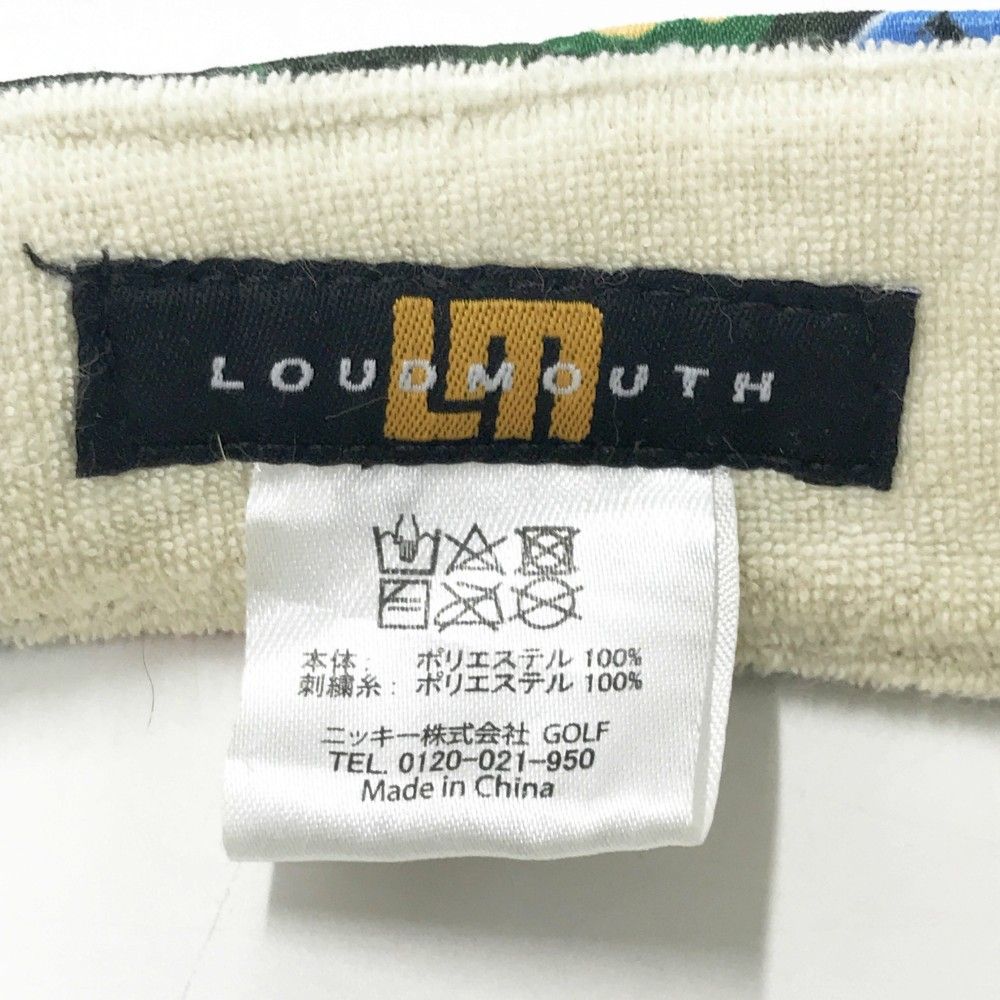 LM
LOUDMOUTH
本体: ポリエステル 100%
刺繍糸: ポリエステル 100%
ニッキー株式会社 GOLF
TEL. 0120-021-950
Made in China